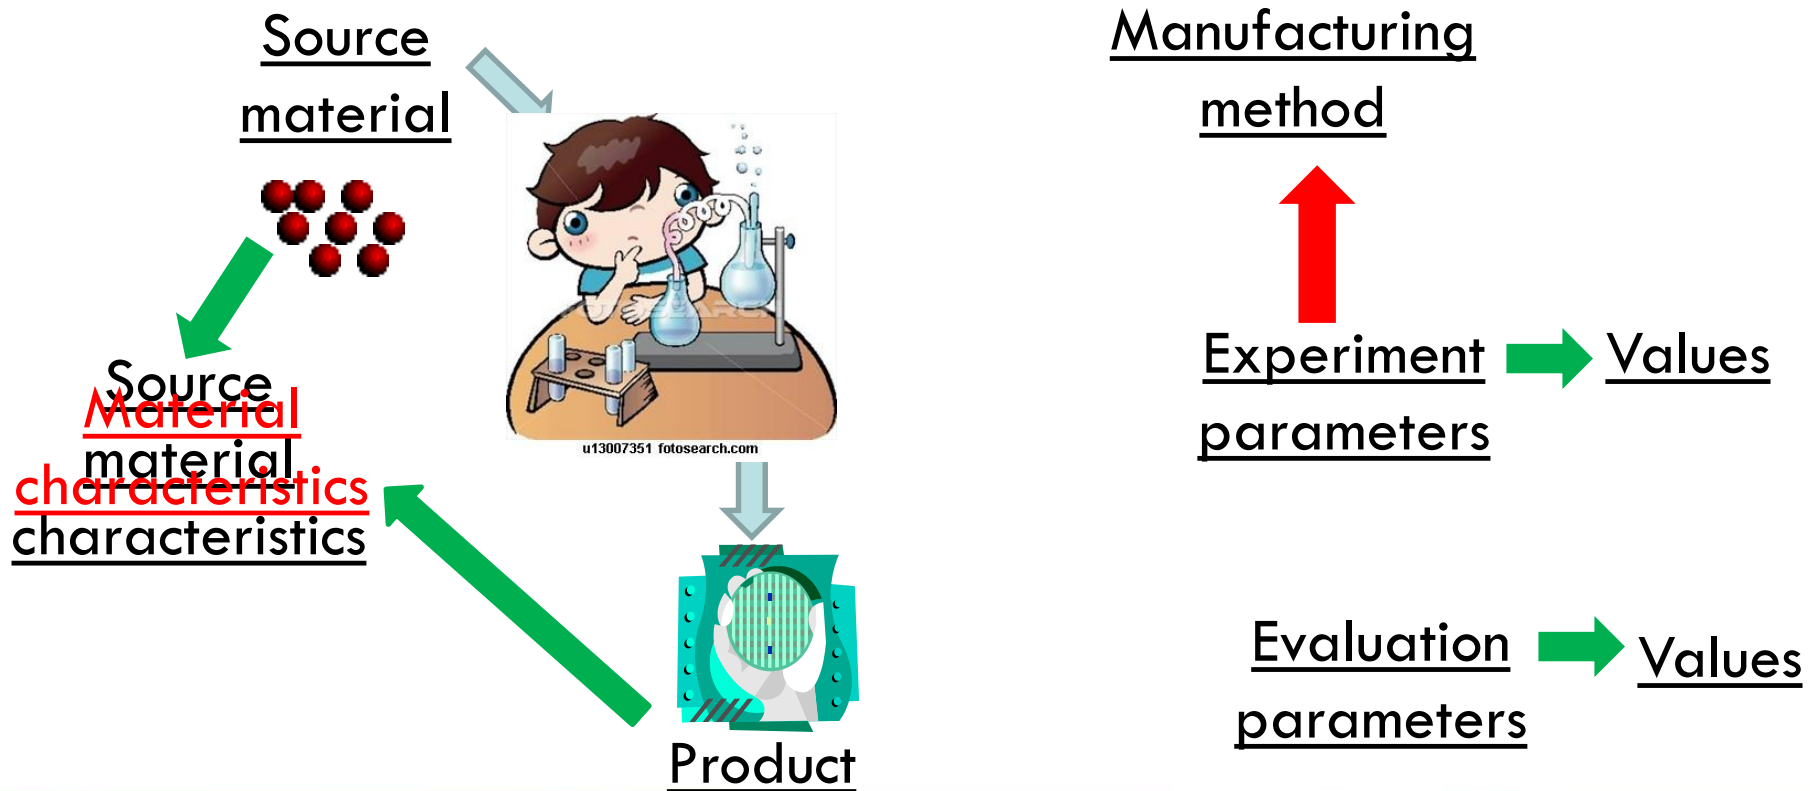 Source
material
Manufacturing
method
FOTOSEARCH
u13007351 fotosearch.com
Source
material
characteristics
Material
characteristics
Experiment
parameters
Values
Evaluation
parameters
Values
Product